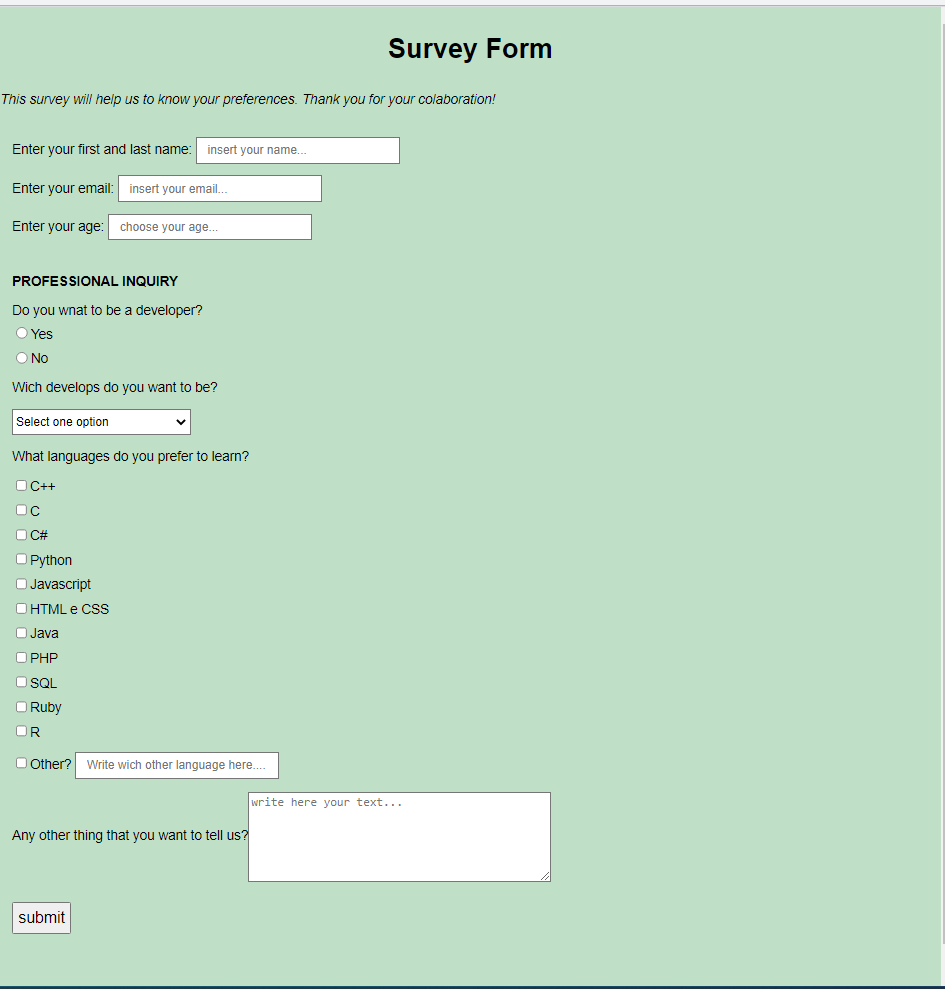 Survey Form
This survey will help us to know your preferences. Thank you for your colaboration!
Enter your first and last name: insert your name...
Enter your email: insert your email...
Enter your age: choose your age...
PROFESSIONAL INQUIRY
Do you wnat to be a developer?
Yes
No
Wich develops do you want to be?
Select one option
What languages do you prefer to learn?
C++
C
C#
Python
Javascript
HTML e CSS
Java
PHP
SQL
Ruby
R
Other? Write wich other language here....
write here your text...
Any other thing that you want to tell us?
submit